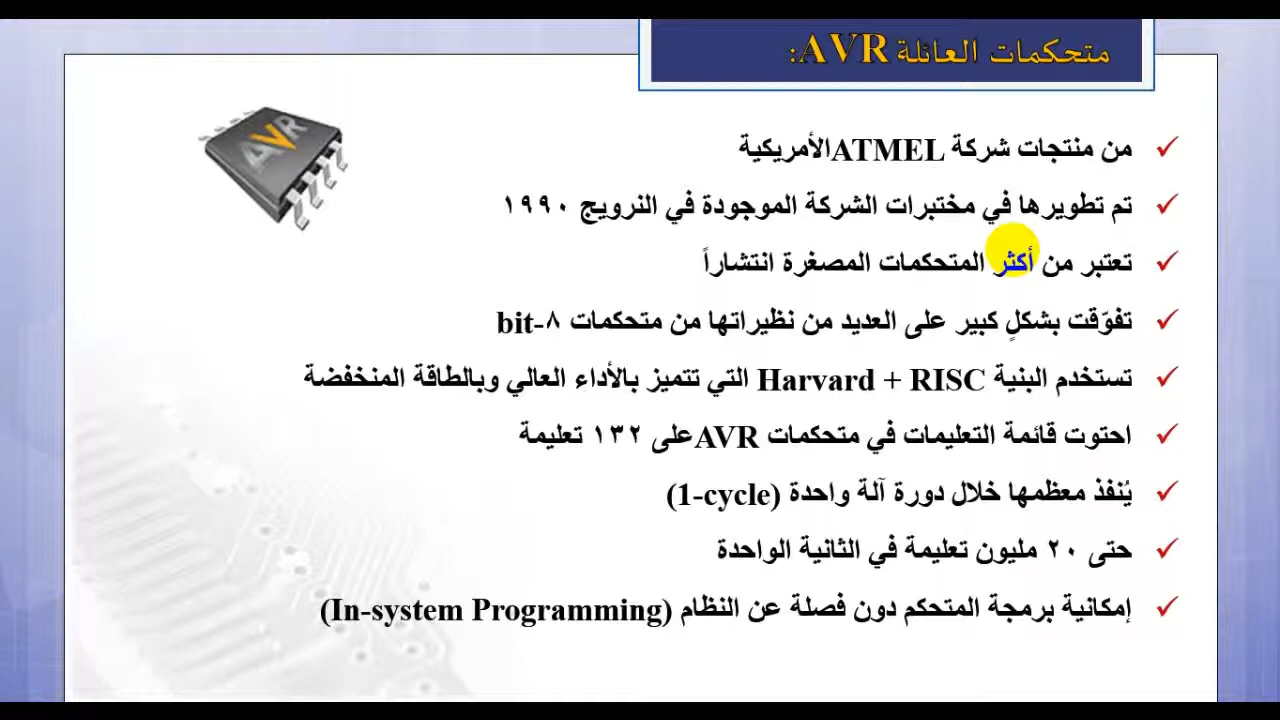 متحكمات العائلة AVR:
AVR
من منتجات شركة ATMELالأمريكية
تم تطويرها في مختبرات الشركة الموجودة في النرويج ١٩٩٠
تعتبر من أكثر المتحكمات المصغرة انتشاراً
تفوّقت بشكلٍ كبير على العديد من نظيراتها من متحكمات ٨-bit
تستخدم البنية Harvard + RISC التي تتميز بالأداء العالي وبالطاقة المنخفضة
احتوت قائمة التعليمات في متحكمات AVRعلى ١٣٢ تعليمة
يُنفذ معظمها خلال دورة آلة واحدة (1-cycle)
حتى ٢٠ مليون تعليمة في الثانية الواحدة
إمكانية برمجة المتحكم دون فصلة عن النظام (In-system Programming)